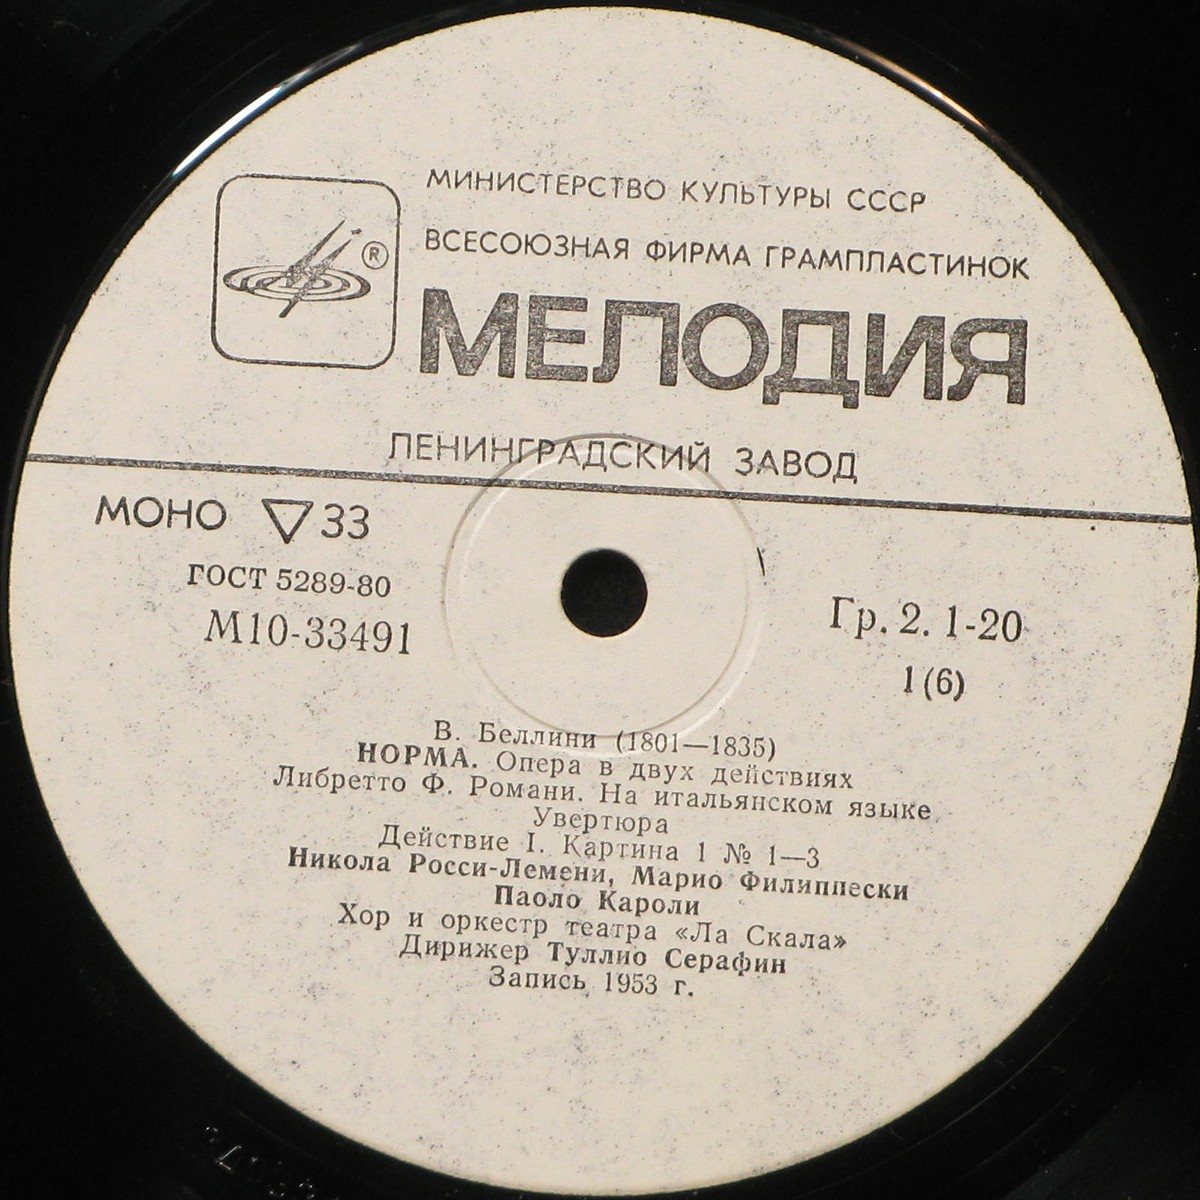 МИНИСТЕРСТВО КУЛЬТУРЫ СССР
ВСЕСОЮЗНАЯ ФИРМА ГРАМПЛАСТИНОК
®
МЕЛОДИЯ
ЛЕНИНГРАДСКИЙ ЗАВОД
МОНО ▽ 33
ГОСТ 5289-80
М10-33491
Гр. 2. 1-20
1 (6)
В. Беллини (1801—1835)
НОРМА. Опера в двух действиях
Либретто Ф. Романи. На итальянском языке
Увертюра
Действие I. Картина 1 № 1—3
Никола Росси-Лемени, Марио Филиппески
Паоло Кароли
Хор и оркестр театра «Ла Скала»
Дирижер Туллио Серафин
Запись 1953 г.